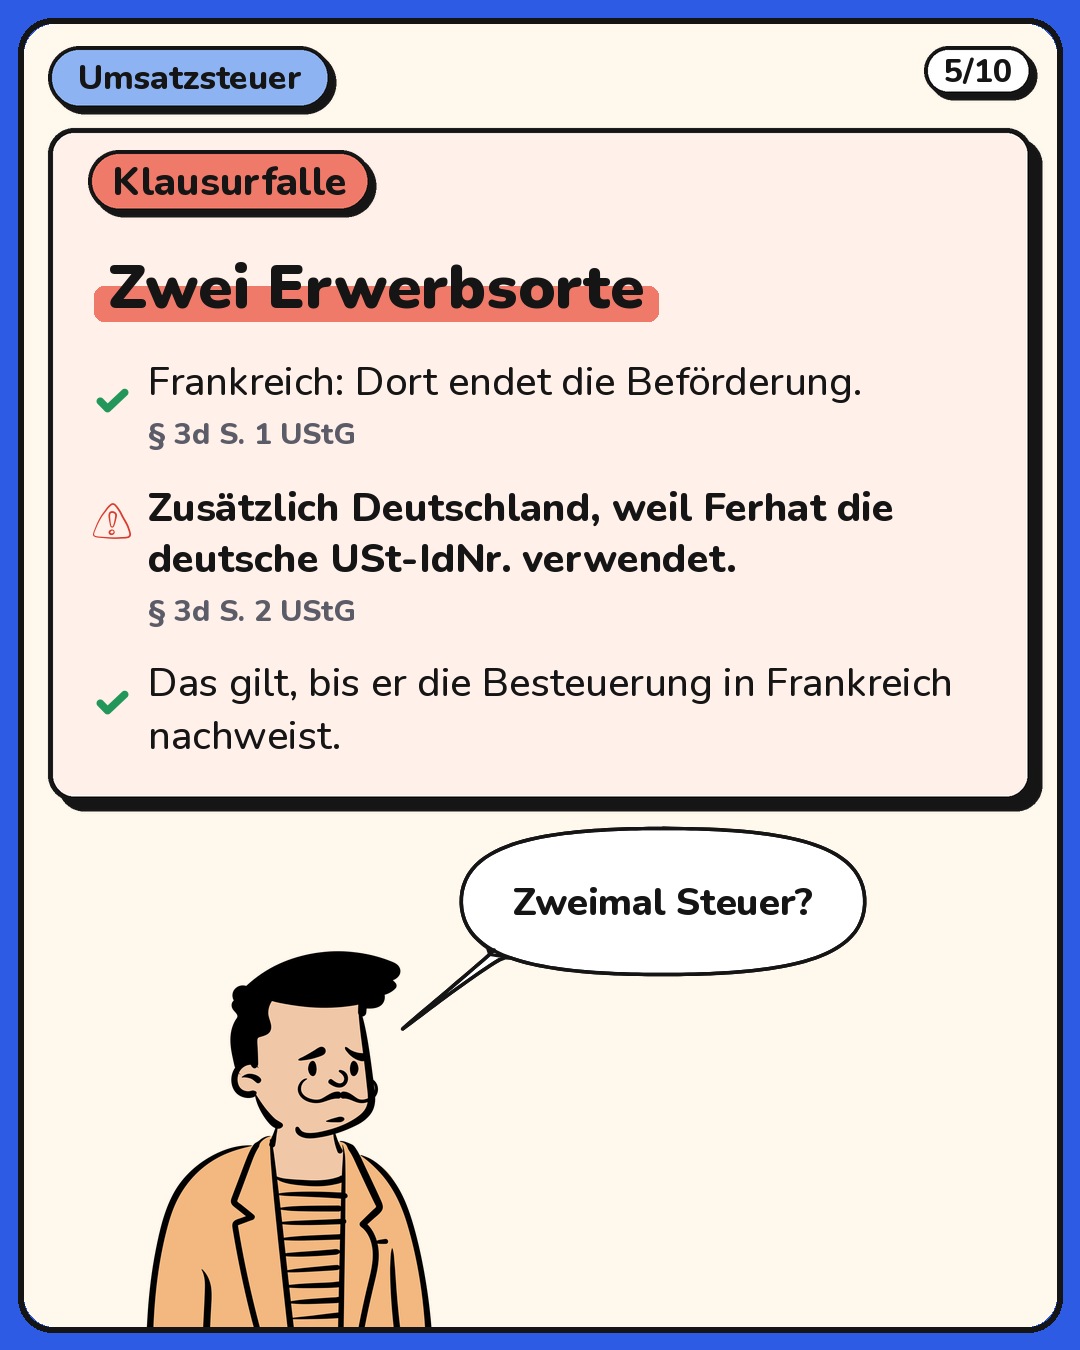 Umsatzsteuer
5/10
Klausurfalle
Zwei Erwerbsorte
Frankreich: Dort endet die Beförderung.
§ 3d S. 1 UStG
Zusätzlich Deutschland, weil Ferhat die
deutsche USt-IdNr. verwendet.
§ 3d S. 2 UStG
Das gilt, bis er die Besteuerung in Frankreich
nachweist.
Zweimal Steuer?